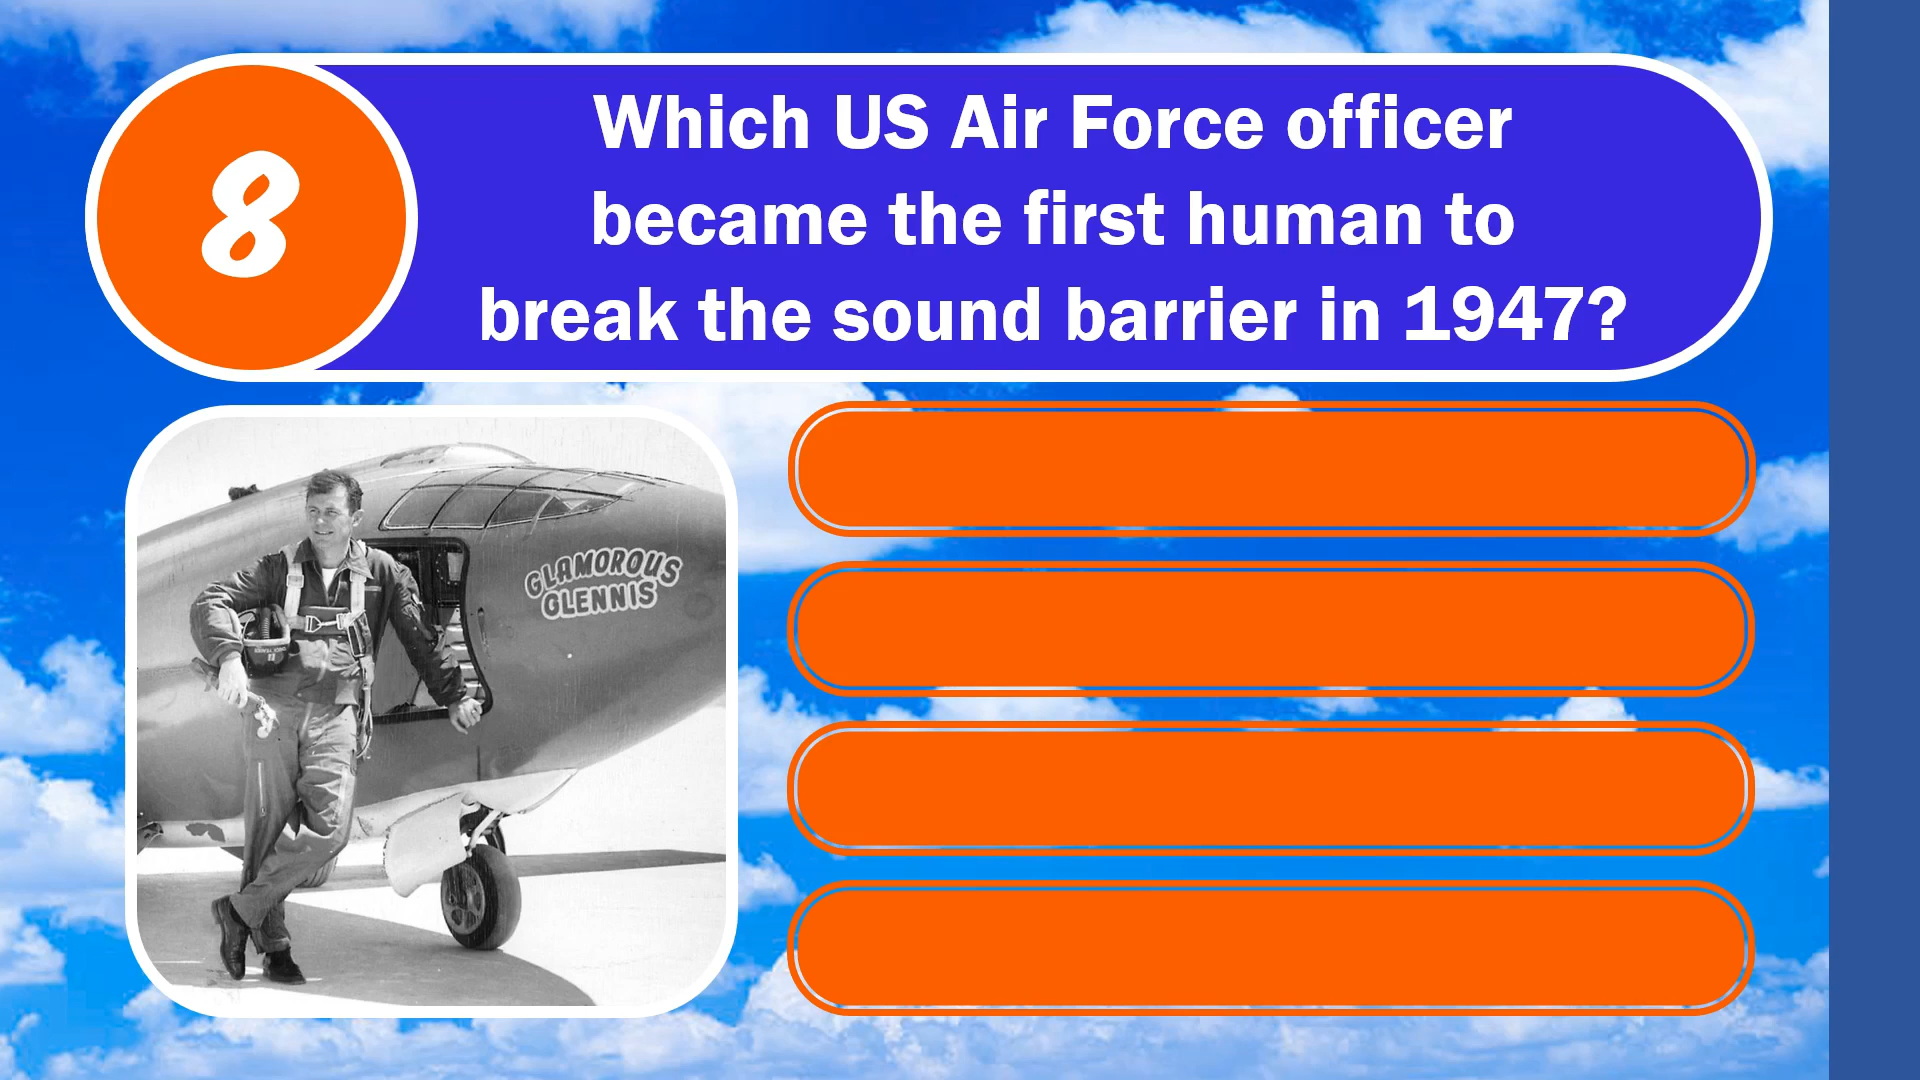 8
Which US Air Force officer
became the first human to
break the sound barrier in 1947?
GLAMOROUS
GLENNIS